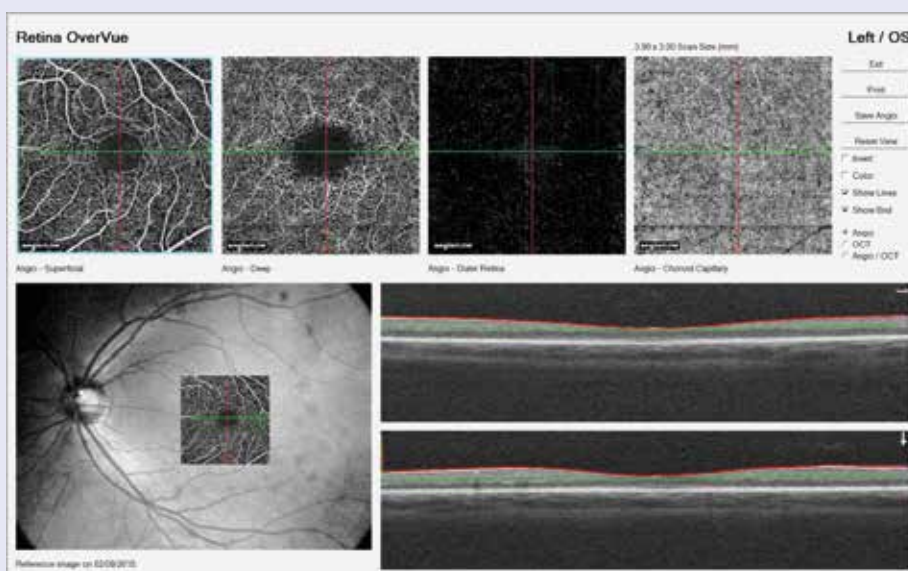 Retina OverVue
Left / OS
3.00 x 3.00 Scan Size (mm)
Exit
Print
Save Angio
Reset View
Invert
Color
Show Lines
Show Bnd
Angio
OCT
Angio / OCT
Angio - Superficial
Angio - Deep
Angio - Outer Retina
Angio - Choroid Capillary